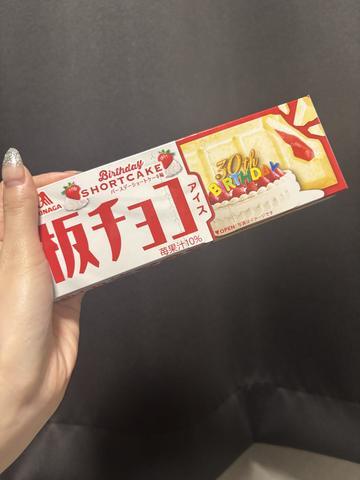 Birthday
SHORTCAKE
バースデーショートケーキ味
板チョコ
アイス
苺果汁10%
30th
BIRTHDAY
▼OPEN